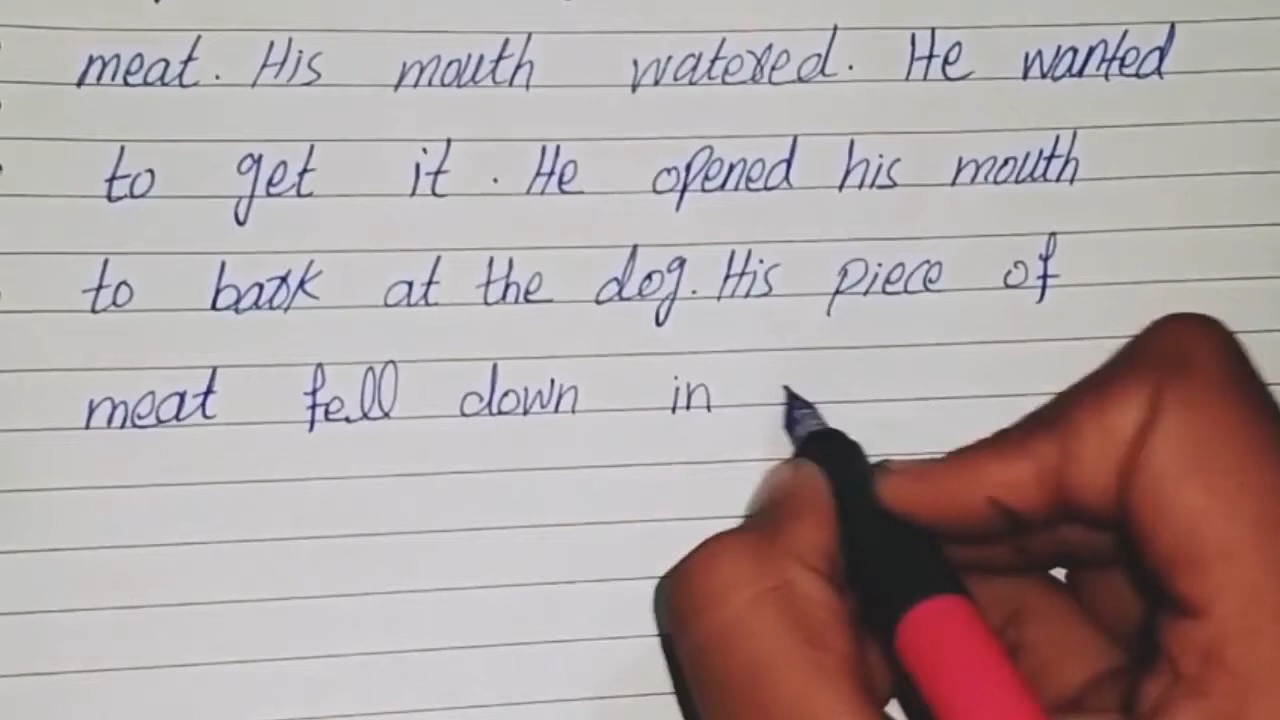 meat. His mouth watered. He wanted
to get it. He opened his mouth
to bark at the dog. His piece of
meat fell down in